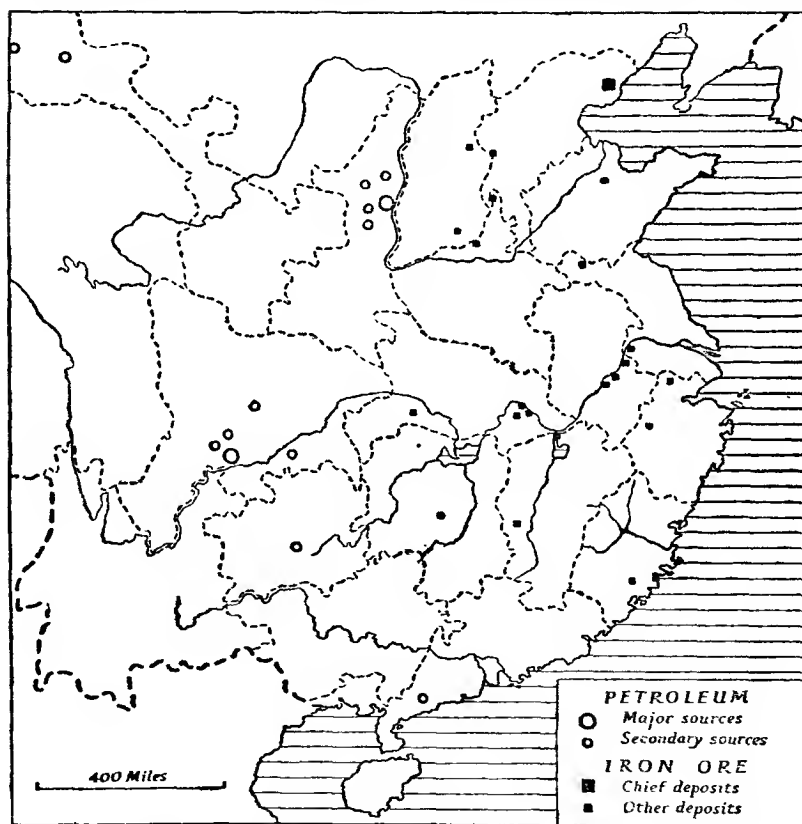 PETROLEUM
Major sources
Secondary sources
IRON ORE
Chief deposits
Other deposits
400 Miles